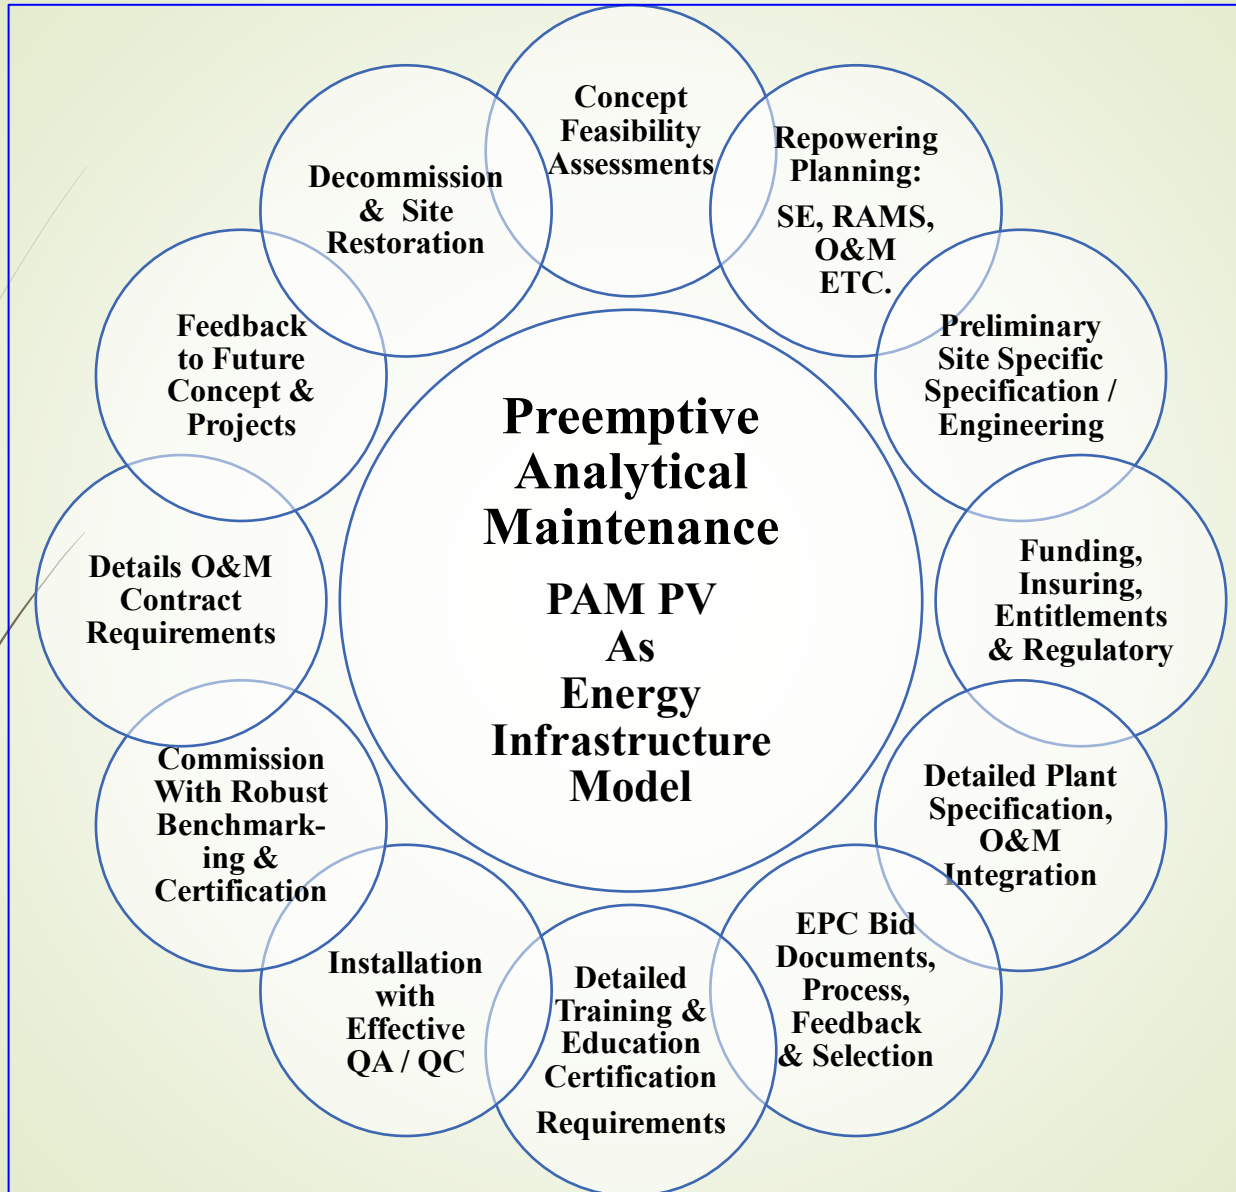 Concept
Feasibility
Assessments
Repowering
Planning:
SE, RAMS,
O&M
ETC.
Preliminary
Site Specific
Specification /
Engineering
Funding,
Insuring,
Entitlements
& Regulatory
Detailed Plant
Specification,
O&M
Integration
EPC Bid
Documents,
Process,
Feedback
& Selection
Detailed
Training &
Education
Certification
Requirements
Installation
with
Effective
QA / QC
Commission
With Robust
Benchmark-
ing &
Certification
Details O&M
Contract
Requirements
Feedback
to Future
Concept &
Projects
Decommission
& Site
Restoration
Preemptive
Analytical
Maintenance
PAM PV
As
Energy
Infrastructure
Model